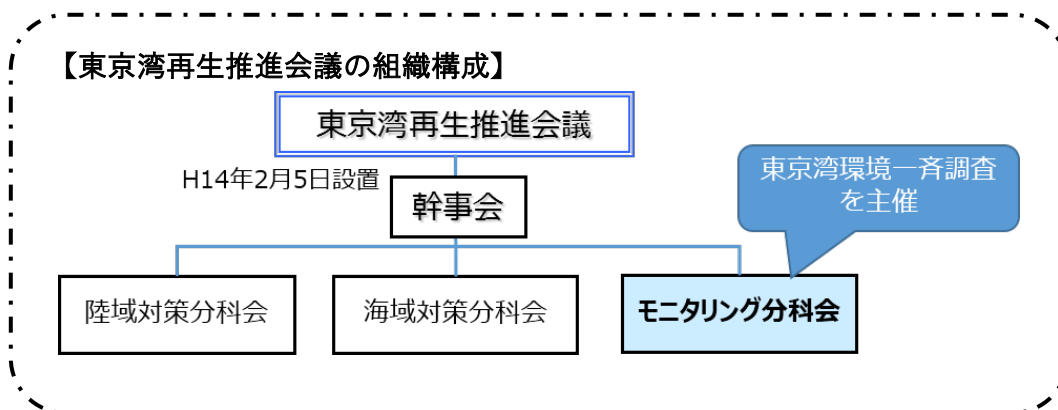 【東京湾再生推進会議の組織構成】
東京湾再生推進会議
H14年2月5日設置
幹事会
東京湾環境一斉調査
を主催
陸域対策分科会
海域対策分科会
モニタリング分科会